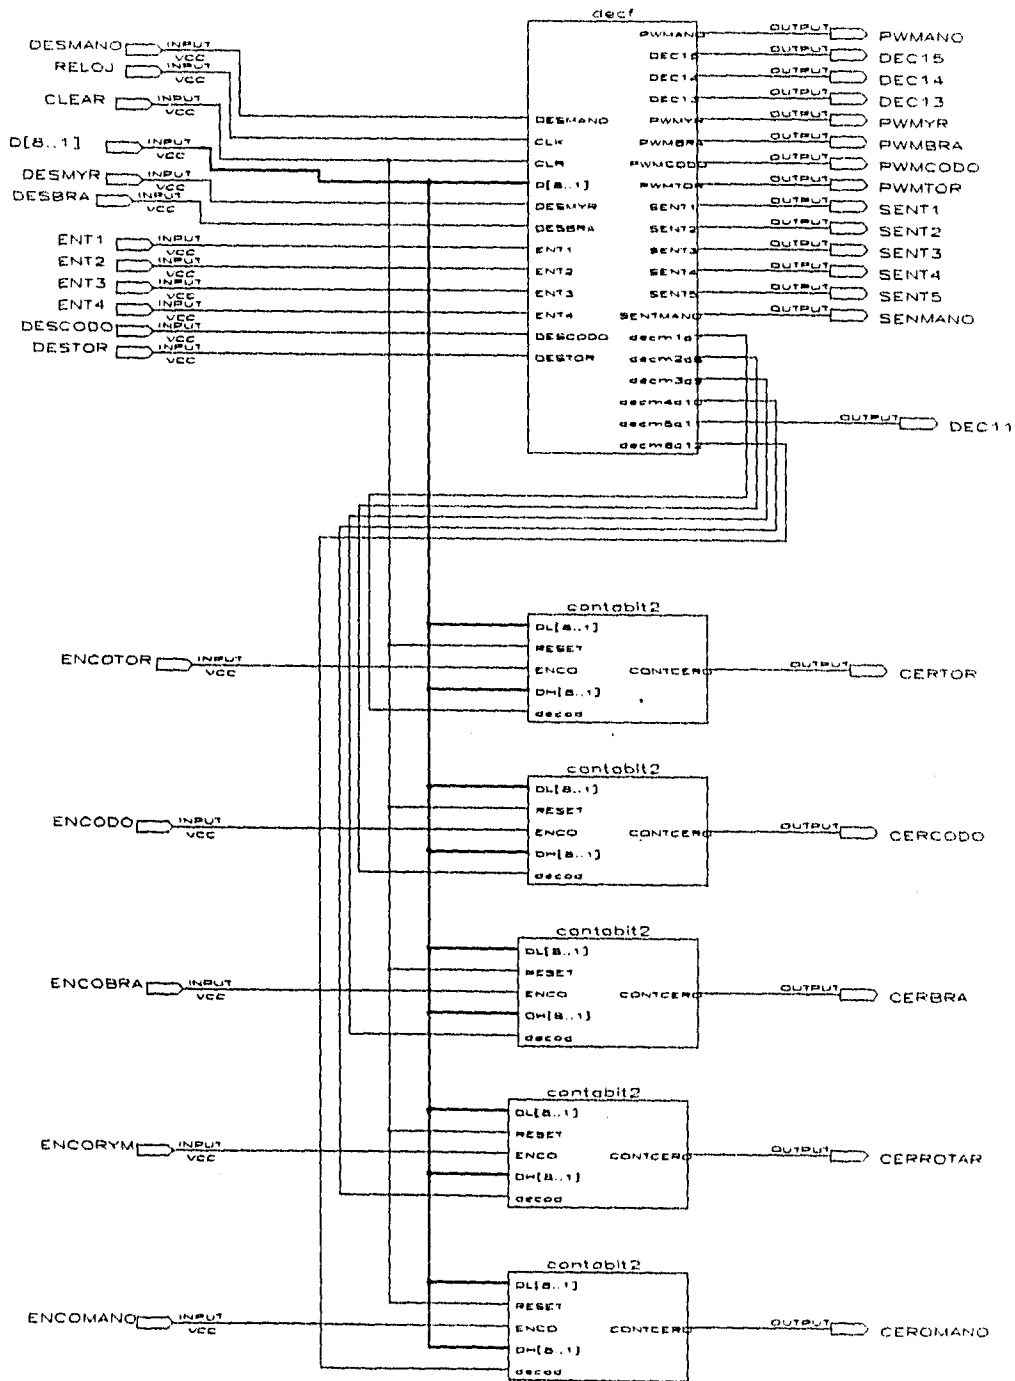 decf
DESMANO INPUT VCC
RELOJ INPUT VCC
CLEAR INPUT VCC
D[8..1] INPUT VCC
DESMYR INPUT VCC
DESBRA INPUT VCC
ENT1 INPUT VCC
ENT2 INPUT VCC
ENT3 INPUT VCC
ENT4 INPUT VCC
DESCODO INPUT VCC
DESTOR INPUT VCC
DESMANO
CLK
CLR
D[8..1]
DESMYR
DESBRA
ENT1
ENT2
ENT3
ENT4
DESCODO
DESTOR
PWMANO OUTPUT PWMANO
DEC15 OUTPUT DEC15
DEC14 OUTPUT DEC14
DEC13 OUTPUT DEC13
PWMYR OUTPUT PWMYR
PWMBRA OUTPUT PWMBRA
PWMCODO OUTPUT PWMCODO
PWMTOR OUTPUT PWMTOR
SENT1 OUTPUT SENT1
SENT2 OUTPUT SENT2
SENT3 OUTPUT SENT3
SENT4 OUTPUT SENT4
SENT5 OUTPUT SENT5
SENTMANO OUTPUT SENMANO
decm1d
decm2d8
decm3d9
decm4d10
decm5d1 OUTPUT DEC11
decm6d12
contabit2
ENCOTOR INPUT VCC
DL[8..1]
RESET
ENCO
DH[8..1]
decod
CONTCERO OUTPUT CERTOR
contabit2
ENCODO INPUT VCC
DL[8..1]
RESET
ENCO
DH[8..1]
decod
CONTCERO OUTPUT CERCODO
contabit2
ENCOBRA INPUT VCC
DL[8..1]
RESET
ENCO
DH[8..1]
decod
CONTCERO OUTPUT CERBRA
contabit2
ENCORYM INPUT VCC
DL[8..1]
RESET
ENCO
DH[8..1]
decod
CONTCERO OUTPUT CERROTAR
contabit2
ENCOMANO INPUT VCC
DL[8..1]
RESET
ENCO
DH[8..1]
decod
CONTCERO OUTPUT CEROMANO